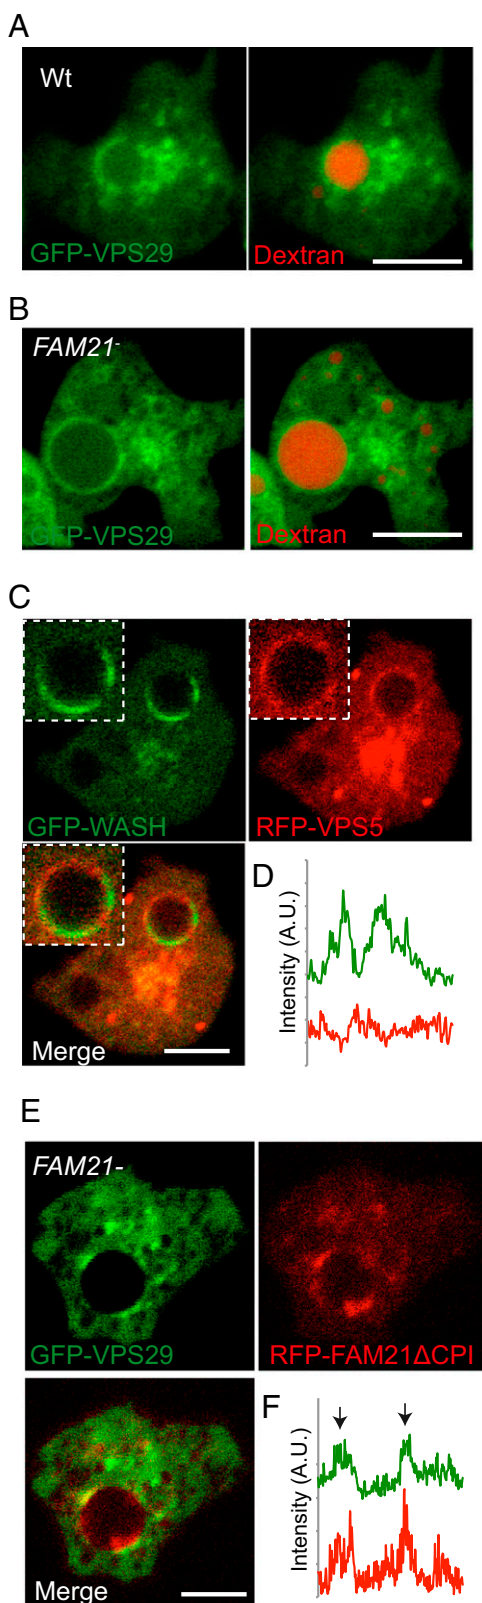 A
Wt
GFP-VPS29
Dextran
B
FAM21-
GFP-VPS29
Dextran
C
GFP-WASH
RFP-VPS5
Merge
D
Intensity (A.U.)
E
FAM21-
GFP-VPS29
RFP-FAM21ΔCPI
Merge
F
Intensity (A.U.)